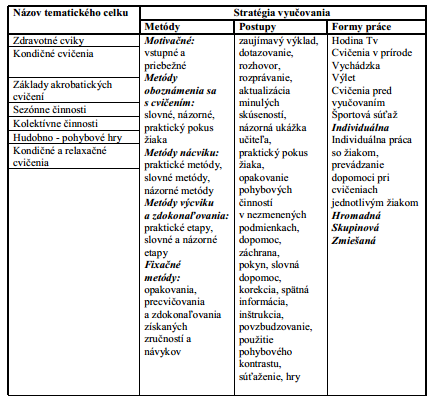 Názov tematického celku
Stratégia vyučovania
Metódy
Postupy
Formy práce
Zdravotné cviky
Kondičné cvičenia
Základy akrobatických
cvičení
Sezónne činnosti
Kolektívne činnosti
Hudobno - pohybové hry
Kondičné a relaxačné
cvičenia
Motivačné:
vstupné a
priebežné
Metódy
oboznámenia sa
s cvičením:
slovné, názorné,
praktický pokus
žiaka
Metódy nácviku:
praktické metódy,
slovné metódy,
názorné metódy
Metódy výcviku
a zdokonaľovania:
praktické etapy,
slovné a názorné
etapy
Fixačné
metódy:
opakovania,
precvičovania
a zdokonaľovania
získaných
zručností a
návykov
zaujímavý výklad,
dotazovanie,
rozhovor,
rozprávanie,
aktualizácia
minulých
skúseností,
názorná ukážka
učiteľa,
praktický pokus
žiaka,
opakovanie
pohybových
činností
v nezmenených
podmienkach,
dopomoc,
záchrana,
pokyn, slovná
dopomoc,
korekcia, spätná
informácia,
inštrukcia,
povzbudzovanie,
použitie
pohybového
kontrastu,
súťaženie, hry
Hodina Tv
Cvičenia v prírode
Vychádzka
Výlet
Cvičenia pred
vyučovaním
Športová súťaž
Individuálna
Individuálna práca
so žiakom,
prevádzanie
dopomoci pri
cvičeniach
jednotlivým žiakom
Hromadná
Skupinová
Zmiešaná